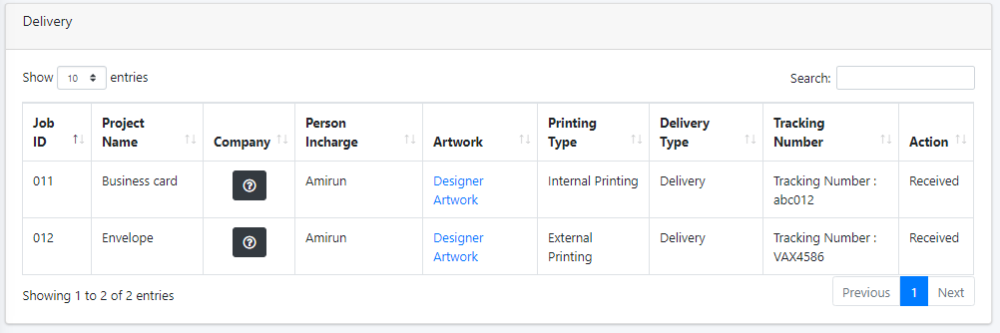 Delivery
Show 10 entries
Search:
Job ID
Project Name
Company
Person Incharge
Artwork
Printing Type
Delivery Type
Tracking Number
Action
011
Business card
Amirun
Designer
Artwork
Internal Printing
Delivery
Tracking Number :
abc012
Received
012
Envelope
Amirun
Designer
Artwork
External
Printing
Delivery
Tracking Number :
VAX4586
Received
Showing 1 to 2 of 2 entries
Previous 1 Next